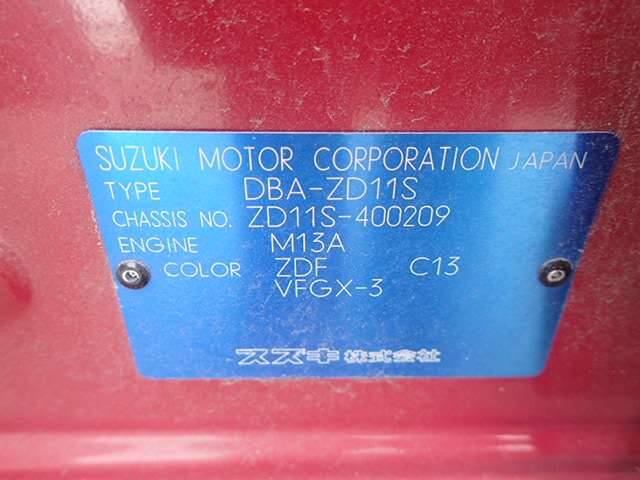 SUZUKI MOTOR CORPORATION JAPAN
TYPE DBA-ZD11S
CHASSIS NO. ZD11S-400209
ENGINE M13A
COLOR ZDF C13
VFGX-3
スズキ株式会社